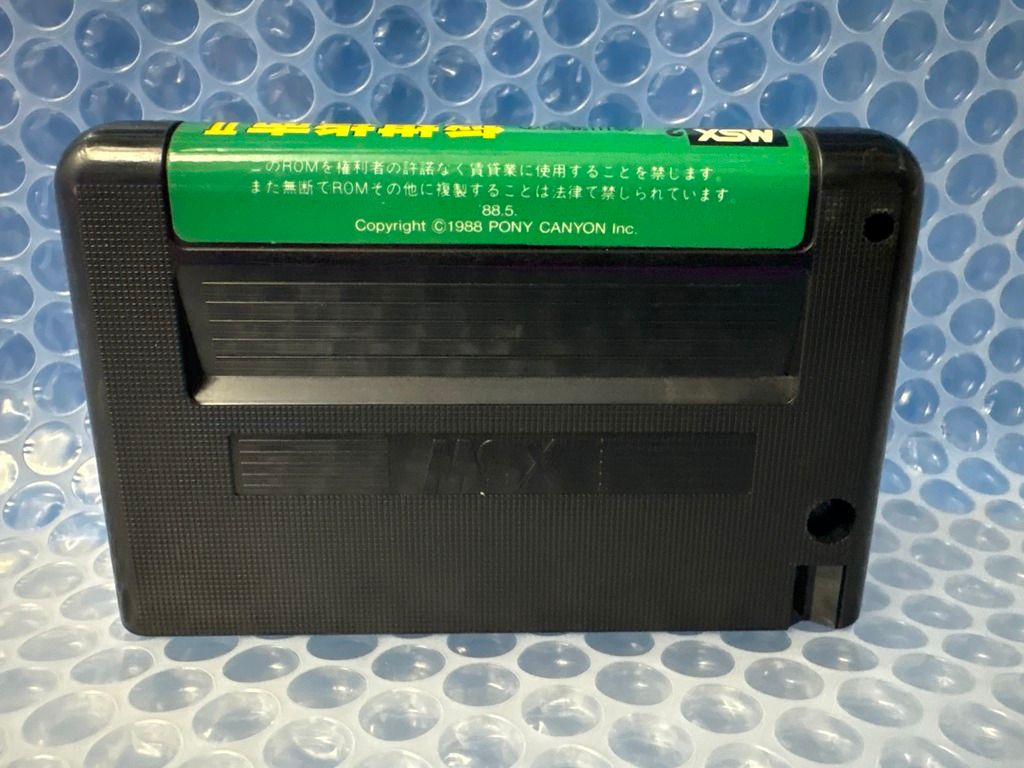 MSX
このROMを権利者の許諾なく賃貸業に使用することを禁じます。
また無断てROMその他に複製することは法律で禁じられています。
'88.5.
Copyright ©1988 PONY CANYON Inc.
MSX